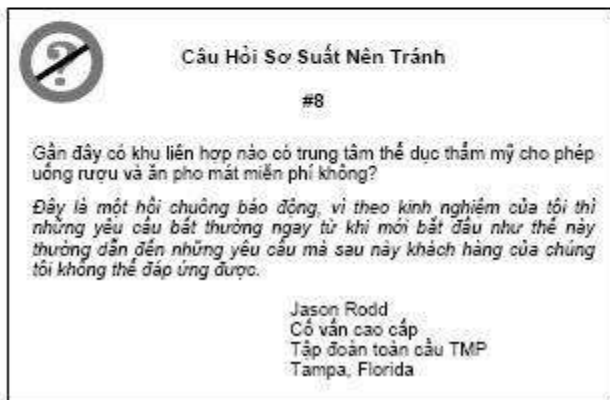 Câu Hỏi Sơ Suất Nên Tránh
#8
Gần đây có khu liên hợp nào có trung tâm thể dục thẩm mỹ cho phép
uống rượu và ăn pho mát miễn phí không?
Đây là một hồi chuông báo động, vì theo kinh nghiệm của tôi thì
những yêu cầu bất thường ngay từ khi mới bắt đầu như thế này
thường dẫn đến những yêu cầu mà sau này khách hàng của chúng
tôi không thể đáp ứng được.
Jason Rodd
Cố vấn cao cấp
Tập đoàn toàn cầu TMP
Tampa, Florida